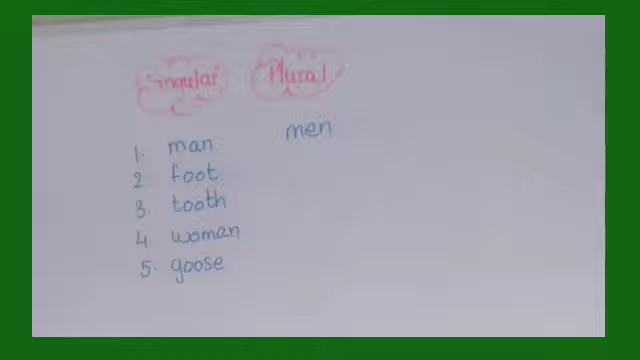 Singular Plural
1. man men
2. foot
3. tooth
4. woman
5. goose